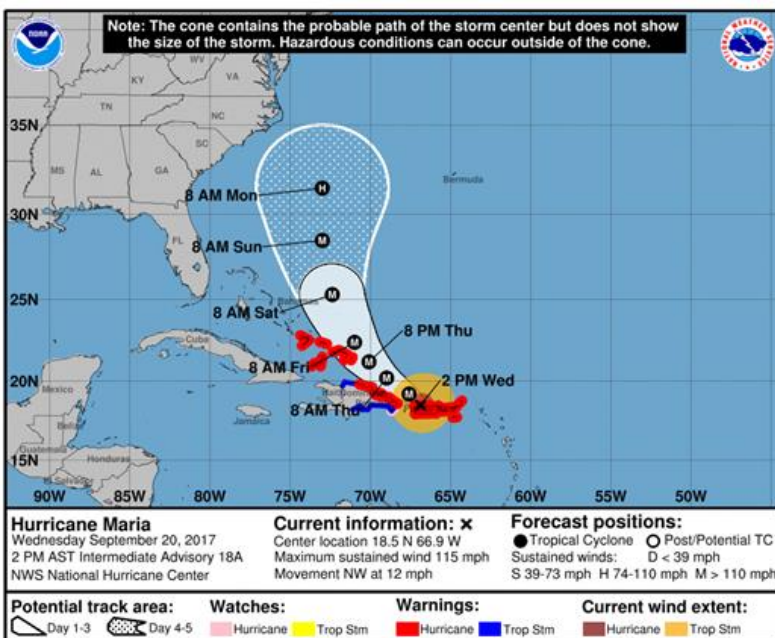 Note: The cone contains the probable path of the storm center but does not show
the size of the storm. Hazardous conditions can occur outside of the cone.
NOAA
NATIONAL WEATHER SERVICE
WV
KY
VA
TN
NC
35N
SC
MS
AL
GA
Bermuda
8 AM Mon
30N
FL
8 AM Sun
25N
Bahamas
8 AM Sat
8 PM Thu
Cuba
8 AM Fri
2 PM Wed
20N
Mexico
8 AM Thu
Jamaica
Guatemala
Honduras
15N
El Salvador
90W 85W 80W 75W 70W 65W 60W 55W 50W
M
M
M
M
M
M
H
Hurricane Maria
Wednesday September 20, 2017
2 PM AST Intermediate Advisory 18A
NWS National Hurricane Center
Current information: ×
Center location 18.5 N 66.9 W
Maximum sustained wind 115 mph
Movement NW at 12 mph
Forecast positions:
Tropical Cyclone Post/Potential TC
Sustained winds: D < 39 mph
S 39-73 mph H 74-110 mph M > 110 mph
Potential track area:
Day 1-3 Day 4-5
Watches:
Hurricane Trop Stm
Warnings:
Hurricane Trop Stm
Current wind extent:
Hurricane Trop Stm